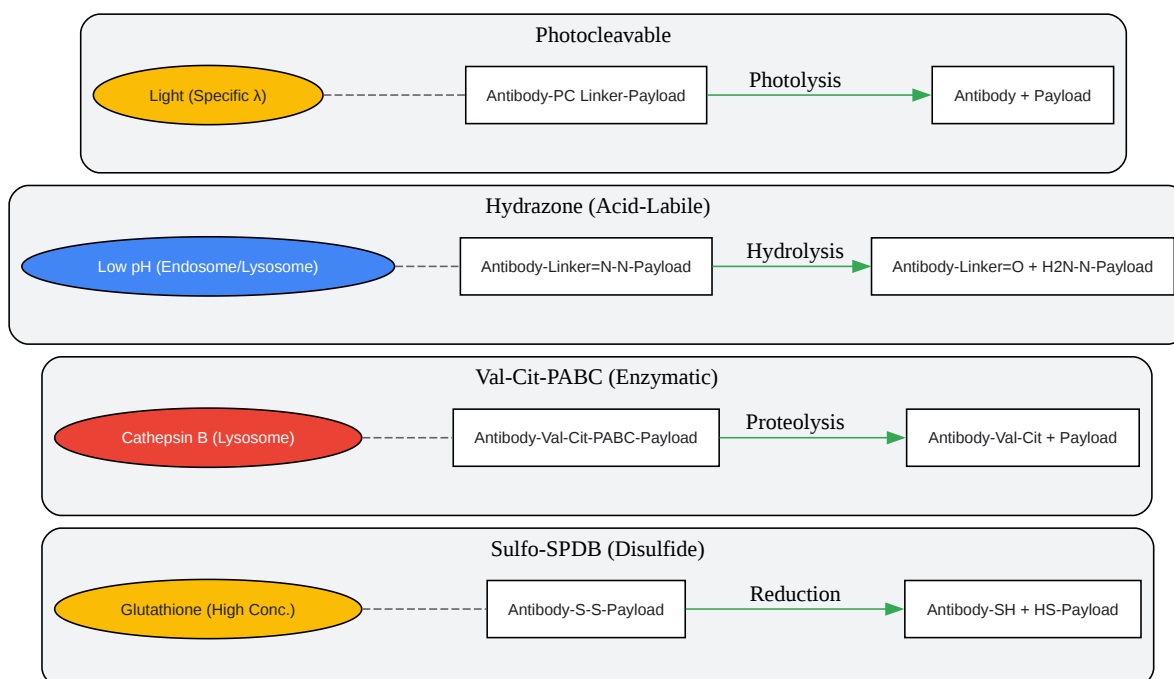 Photocleavable
Light (Specific λ)
Antibody-PC Linker-Payload
Photolysis
Antibody + Payload
Hydrazone (Acid-Labile)
Low pH (Endosome/Lysosome)
Antibody-Linker=N-N-Payload
Hydrolysis
Antibody-Linker=O + H2N-N-Payload
Val-Cit-PABC (Enzymatic)
Cathepsin B (Lysosome)
Antibody-Val-Cit-PABC-Payload
Proteolysis
Antibody-Val-Cit + Payload
Sulfo-SPDB (Disulfide)
Glutathione (High Conc.)
Antibody-S-S-Payload
Reduction
Antibody-SH + HS-Payload